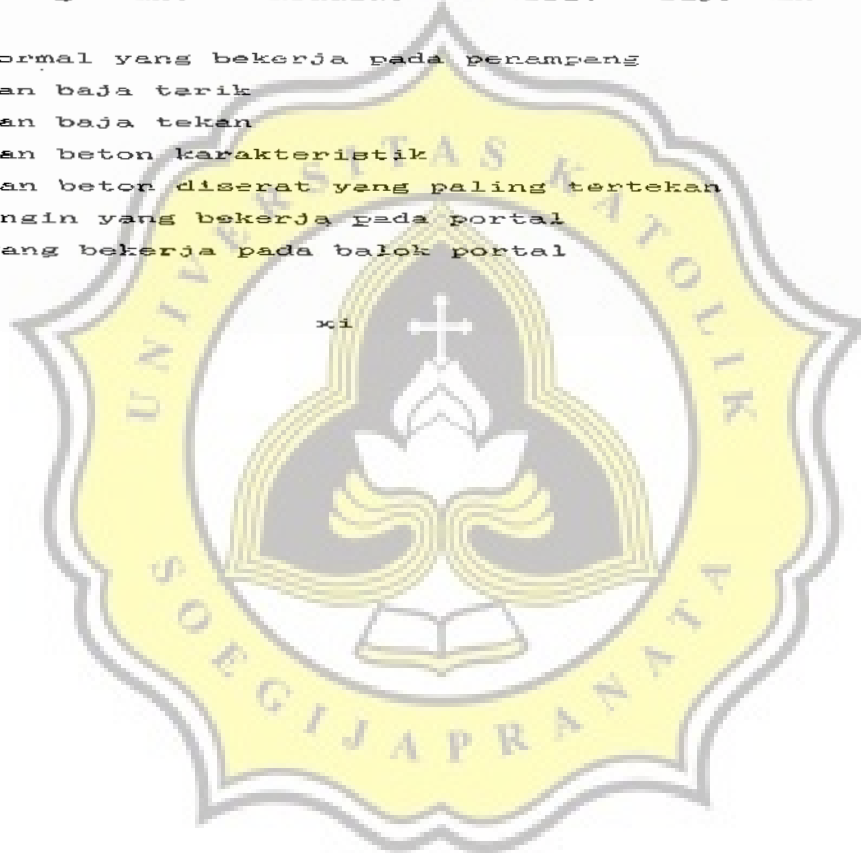 ormal yang bekerja pada penampang
an baja tarik
an baja tekan
an beton karakteristik
an beton diserat yang paling tertekan
ngin yang bekerja pada portal
ang bekerja pada balok portal
xi
UNIVERSITAS KATOLIK
SOEGIJAPRANATA